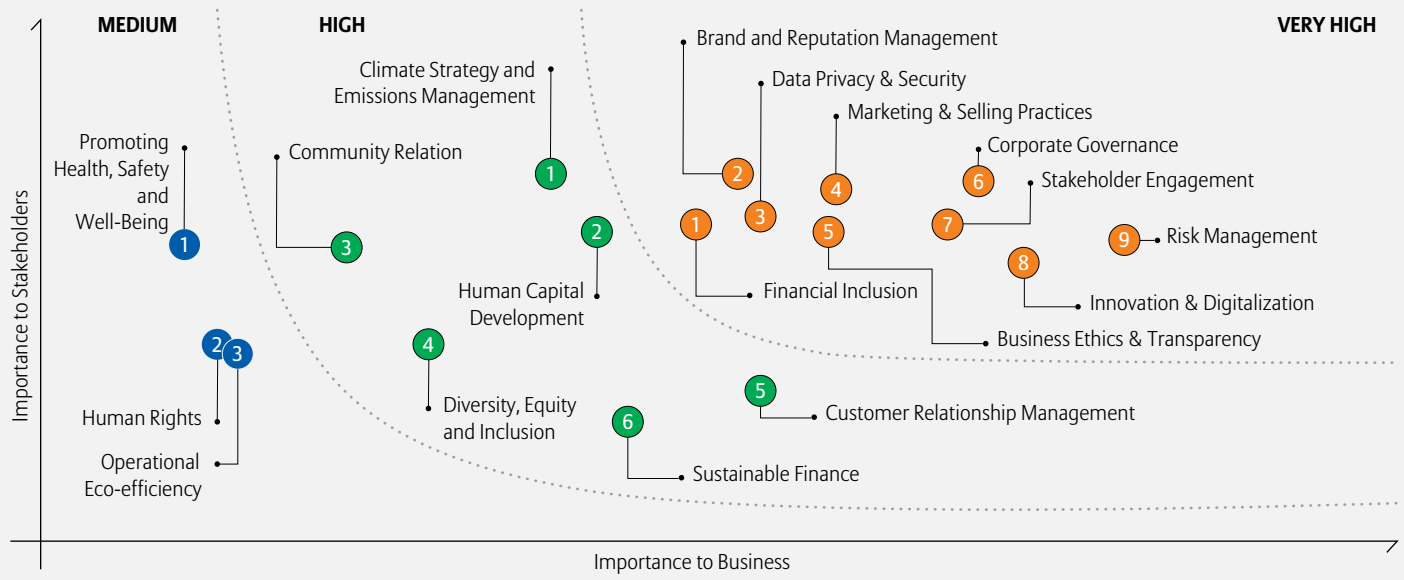 MEDIUM
HIGH
VERY HIGH
Brand and Reputation Management
Climate Strategy and
Emissions Management
Data Privacy & Security
Marketing & Selling Practices
Promoting
Health, Safety
and
Well-Being
Community Relation
Corporate Governance
Stakeholder Engagement
1
2
3
4
6
7
1
3
2
1
5
9
Risk Management
8
Human Capital
Development
Financial Inclusion
Innovation & Digitalization
Business Ethics & Transparency
2
3
4
5
6
Human Rights
Diversity, Equity
and Inclusion
Customer Relationship Management
Operational
Eco-efficiency
Sustainable Finance
Importance to Stakeholders
Importance to Business